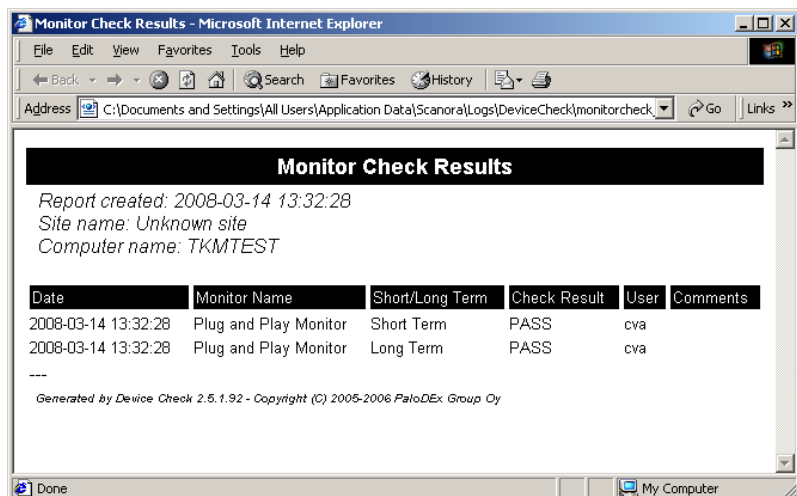 Monitor Check Results - Microsoft Internet Explorer
File Edit View Favorites Tools Help
Back Search Favorites History
Address C:\Documents and Settings\All Users\Application Data\Scanora\Logs\DeviceCheck\monitorcheck_ Go Links »
Monitor Check Results
Report created: 2008-03-14 13:32:28
Site name: Unknown site
Computer name: TKMTEST
Date Monitor Name Short/Long Term Check Result User Comments
2008-03-14 13:32:28 Plug and Play Monitor Short Term PASS cva
2008-03-14 13:32:28 Plug and Play Monitor Long Term PASS cva
---
Generated by Device Check 2.5.1.92 - Copyright (C) 2005-2006 PaloDEx Group Oy
Done My Computer